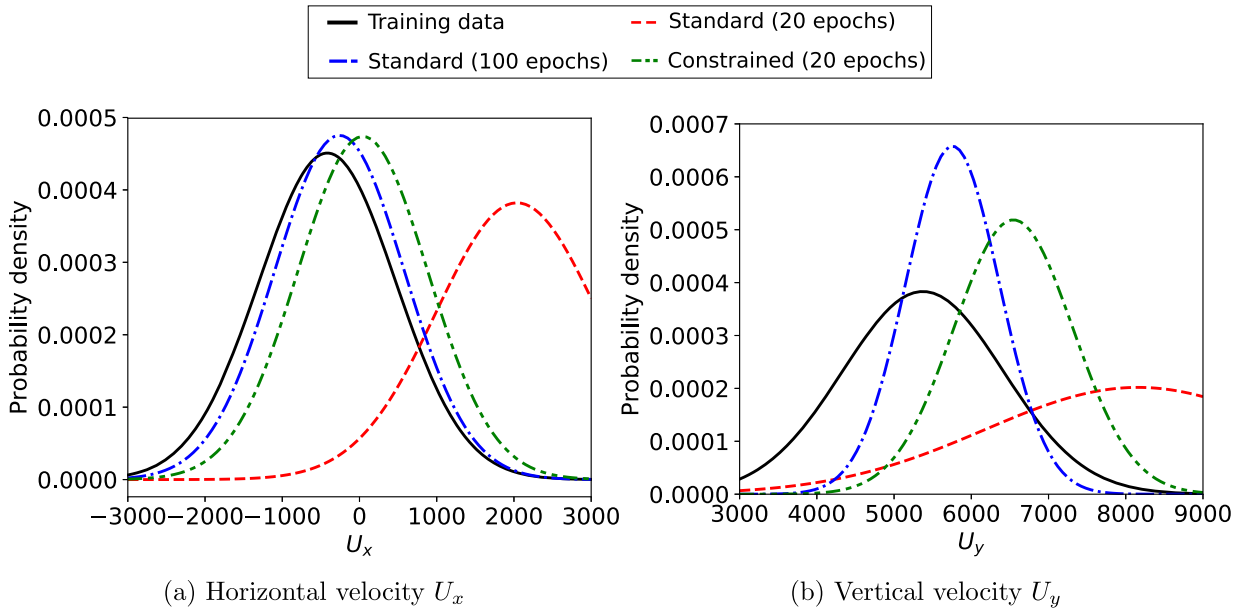 Training data
Standard (20 epochs)
Standard (100 epochs)
Constrained (20 epochs)
0.0005
0.0004
0.0003
0.0002
0.0001
0.0000
Probability density
−3000−2000−1000 0 1000 2000 3000
U_x
(a) Horizontal velocity U_x
0.0007
0.0006
0.0005
0.0004
0.0003
0.0002
0.0001
0.0000
Probability density
3000 4000 5000 6000 7000 8000 9000
U_y
(b) Vertical velocity U_y